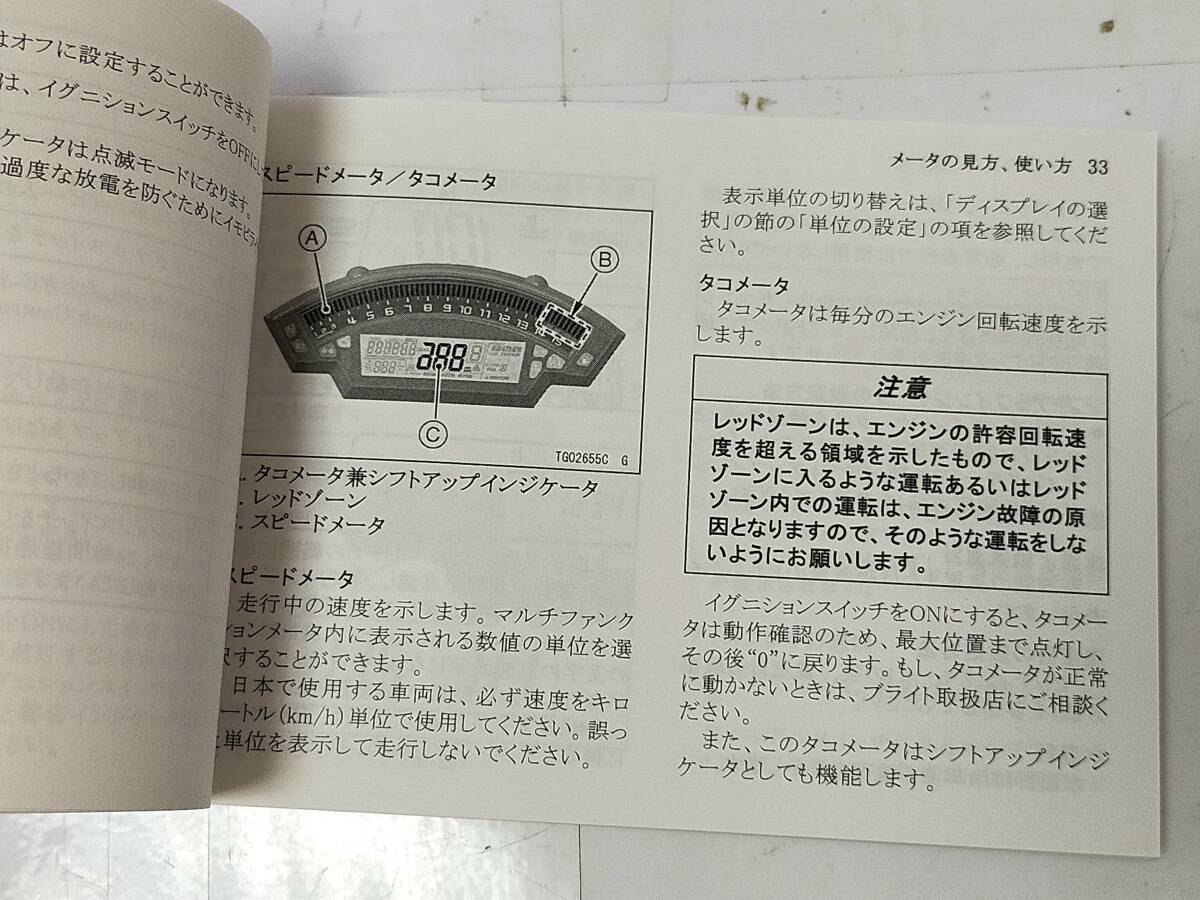 はオフに設定することができます。
は、イグニションスイッチをOFFにし
ケータは点滅モードになります。
過度な放電を防ぐためにイモビラ
メータの見方、使い方 33
スピードメータ／タコメータ
A
B
2 3 4 5 6 7 8 9 10 11 12 13 14 15
C
TG02655C G
. タコメータ兼シフトアップインジケータ
. レッドゾーン
. スピードメータ
スピードメータ
走行中の速度を示します。マルチファンク
ションメータ内に表示される数値の単位を選
択することができます。
日本で使用する車両は、必ず速度をキロ
ートル(km/h)単位で使用してください。誤っ
単位を表示して走行しないでください。
表示単位の切り替えは、「ディスプレイの選
択」の節の「単位の設定」の項を参照してくだ
さい。
タコメータ
タコメータは毎分のエンジン回転速度を示
します。
注意
レッドゾーンは、エンジンの許容回転速
度を超える領域を示したもので、レッド
ゾーンに入るような運転あるいはレッド
ゾーン内での運転は、エンジン故障の原
因となりますので、そのような運転をしな
いようにお願いします。
イグニションスイッチをONにすると、タコメー
タは動作確認のため、最大位置まで点灯し、
その後“0”に戻ります。もし、タコメータが正常
に動かないときは、ブライト取扱店にご相談く
ださい。
また、このタコメータはシフトアップインジ
ケータとしても機能します。